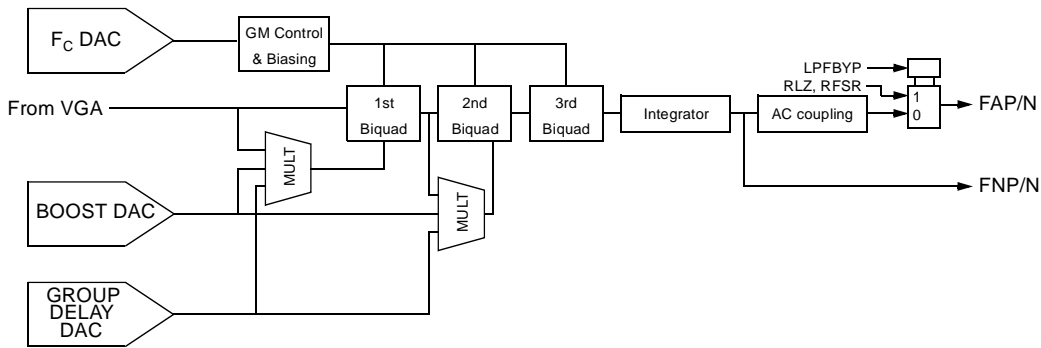 F_C DAC
GM Control
& Biasing
LPFBYP
RLZ, RFSR
From VGA
1st
Biquad
2nd
Biquad
3rd
Biquad
Integrator
AC coupling
1
0
FAP/N
MULT
FNP/N
BOOST DAC
MULT
GROUP
DELAY
DAC